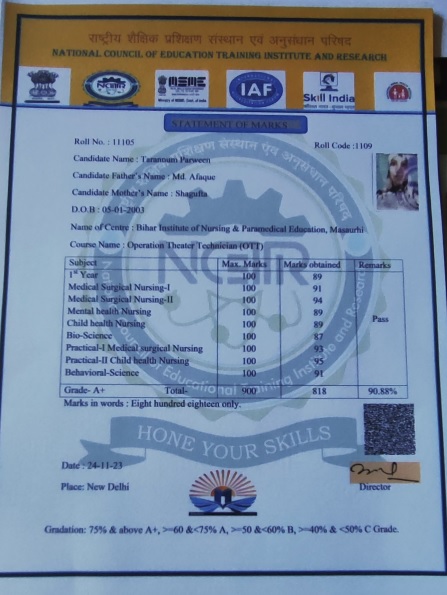 राष्ट्रीय शैक्षिक प्रशिक्षण संस्थान एवं अनुसंधान परिषद
NATIONAL COUNCIL OF EDUCATION TRAINING INSTITUTE AND RESEARCH
NCETIR
MSME
IAF
Skill India
STATEMENT OF MARKS
Roll No. : 11105 Roll Code :1109
Candidate Name : Tarannum Parween
Candidate Father's Name : Md. Afaque
Candidate Mother's Name : Shagufta
D.O.B : 05-01-2003
Name of Centre : Bihar Institute of Nursing & Paramedical Education, Masaurhi
Course Name : Operation Theater Technician (OTT)
Subject Max. Marks Marks obtained Remarks
1st Year 100 89
Medical Surgical Nursing-I 100 91
Medical Surgical Nursing-II 100 94
Mental health Nursing 100 89
Child health Nursing 100 89 Pass
Bio-Science 100 87
Practical-I Medical surgical Nursing 100 93
Practical-II Child health Nursing 100 95
Behavioral-Science 100 91
Grade- A+ Total- 900 818 90.88%
Marks in words : Eight hundred eighteen only.
HONE YOUR SKILLS
Date : 24-11-23
Place: New Delhi Director
Gradation: 75% & above A+, >=60 &<75% A, >=50 &<60% B, >=40% & <50% C Grade.